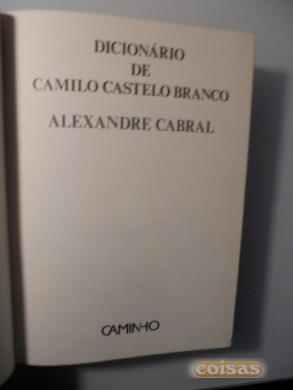 DICIONÁRIO
DE
CAMILO CASTELO BRANCO
ALEXANDRE CABRAL
CAMINHO
coisas